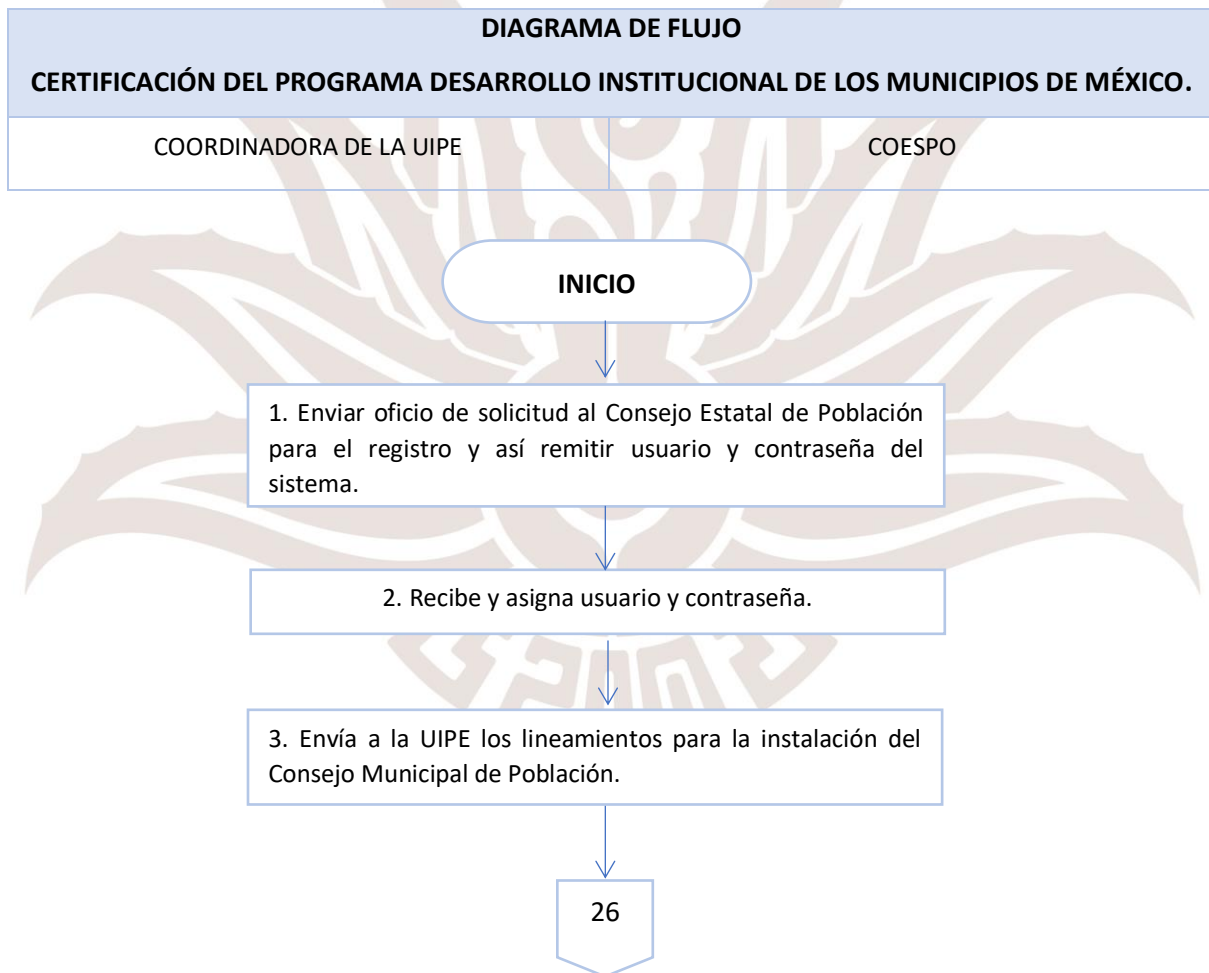 DIAGRAMA DE FLUJO
CERTIFICACIÓN DEL PROGRAMA DESARROLLO INSTITUCIONAL DE LOS MUNICIPIOS DE MÉXICO.
COORDINADORA DE LA UIPE
COESPO
INICIO
1. Enviar oficio de solicitud al Consejo Estatal de Población
para el registro y así remitir usuario y contraseña del
sistema.
2. Recibe y asigna usuario y contraseña.
3. Envía a la UIPE los lineamientos para la instalación del
Consejo Municipal de Población.
26